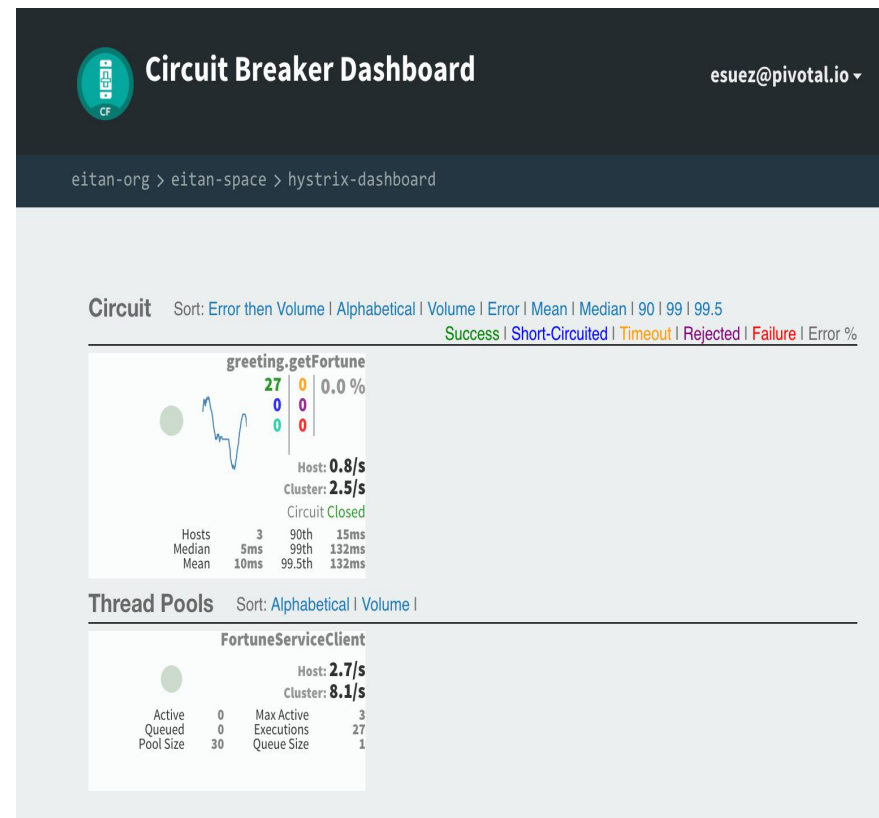 Circuit Breaker Dashboard
esuez@pivotal.io
CF
eitan-org > eitan-space > hystrix-dashboard
Circuit Sort: Error then Volume | Alphabetical | Volume | Error | Mean | Median | 90 | 99 | 99.5
Success | Short-Circuited | Timeout | Rejected | Failure | Error %
greeting.getFortune
27 0 0.0 %
0 0
0 0
Host: 0.8/s
Cluster: 2.5/s
Circuit Closed
Hosts 3 90th 15ms
Median 5ms 99th 132ms
Mean 10ms 99.5th 132ms
Thread Pools Sort: Alphabetical | Volume |
FortuneServiceClient
Host: 2.7/s
Cluster: 8.1/s
Active 0 Max Active 3
Queued 0 Executions 27
Pool Size 30 Queue Size 1